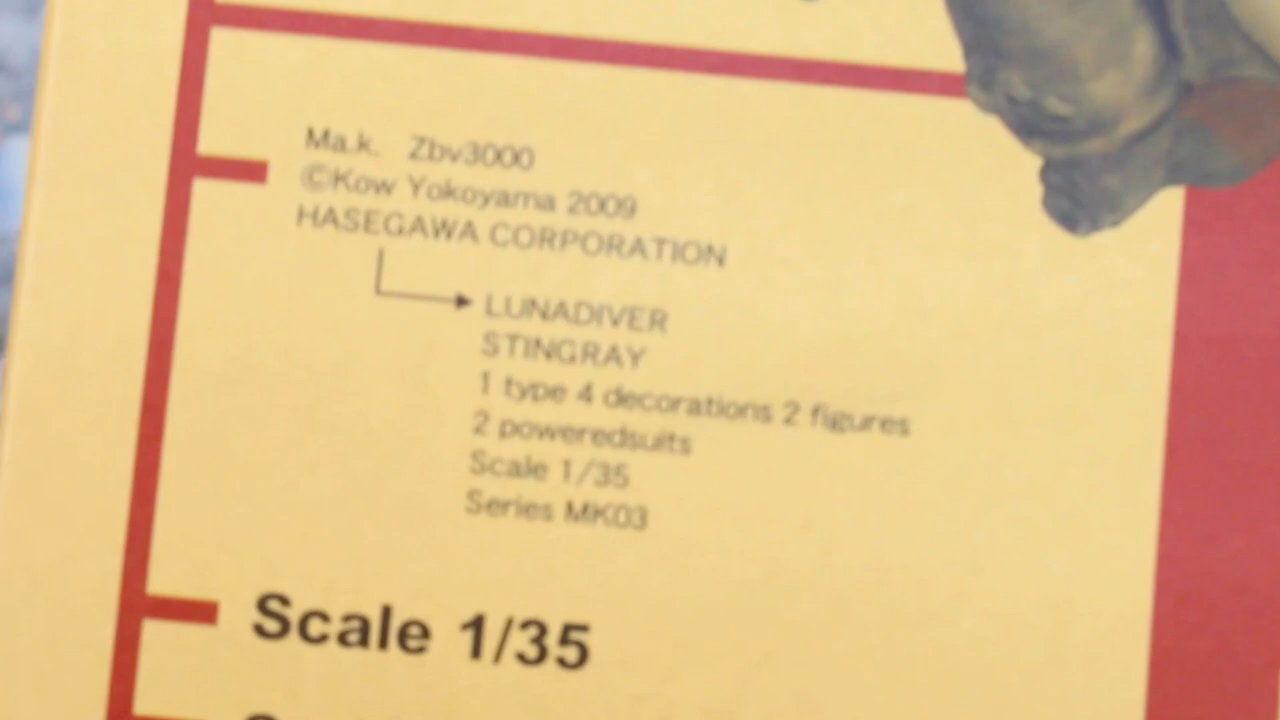 Ma.k. Zbv3000
©Kow Yokoyama 2009
HASEGAWA CORPORATION
LUNADIVER
STINGRAY
1 type 4 decorations 2 figures
2 poweredsuits
Scale 1/35
Series MK03
Scale 1/35